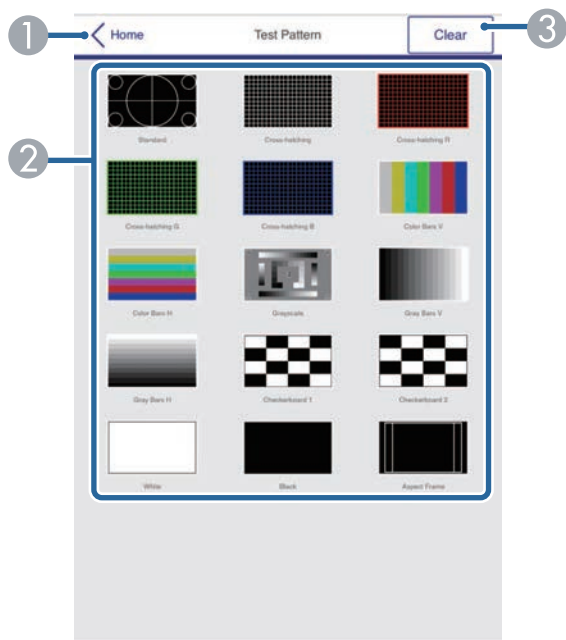 1 Home Test Pattern Clear 3
2
Standard Cross-hatching Cross-hatching R
Cross-hatching G Cross-hatching B Color Bars V
Color Bars H Grayscale Gray Bars V
Gray Bars H Checkerboard 1 Checkerboard 2
White Black Aspect Frame